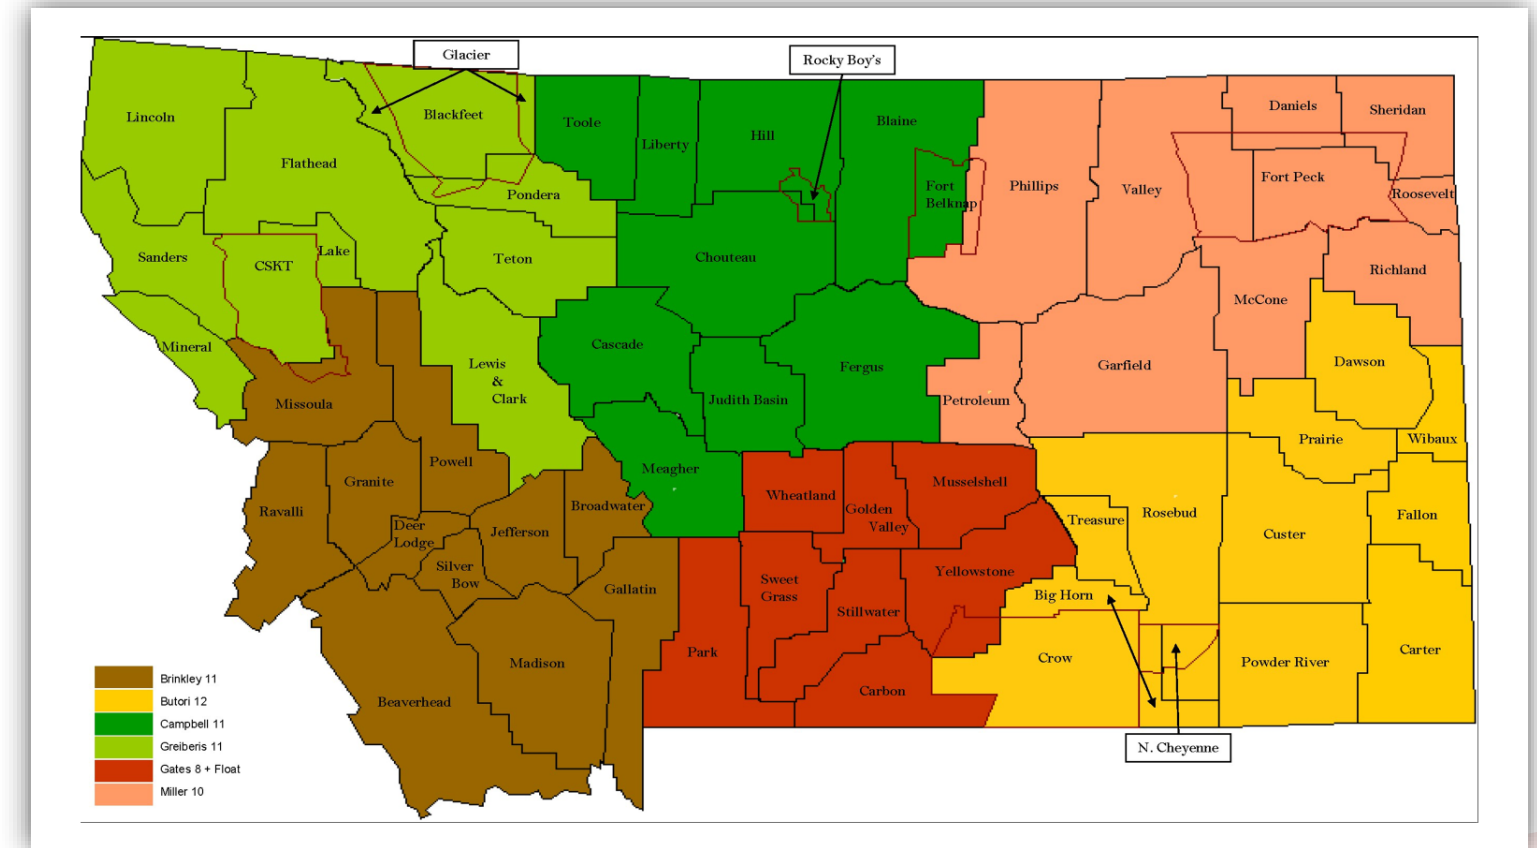 Glacier
Rocky Boy's
Lincoln
Blackfeet
Toole
Liberty
Hill
Blaine
Daniels
Sheridan
Flathead
Pondera
Fort
Belknap
Phillips
Valley
Fort Peck
Roosevelt
Sanders
CSKT
Lake
Teton
Chouteau
Richland
McCone
Mineral
Cascade
Lewis
&
Clark
Fergus
Garfield
Dawson
Missoula
Judith Basin
Petroleum
Prairie
Wibaux
Powell
Meagher
Granite
Ravalli
Broadwater
Wheatland
Golden
Valley
Musselshell
Treasure
Rosebud
Fallon
Deer
Lodge
Jefferson
Custer
Silver
Bow
Gallatin
Sweet
Grass
Yellowstone
Big Horn
Stillwater
Park
Crow
Madison
Powder River
Carter
Beaverhead
Carbon
N. Cheyenne
Brinkley 11
Butori 12
Campbell 11
Greiberis 11
Gates 8 + Float
Miller 10